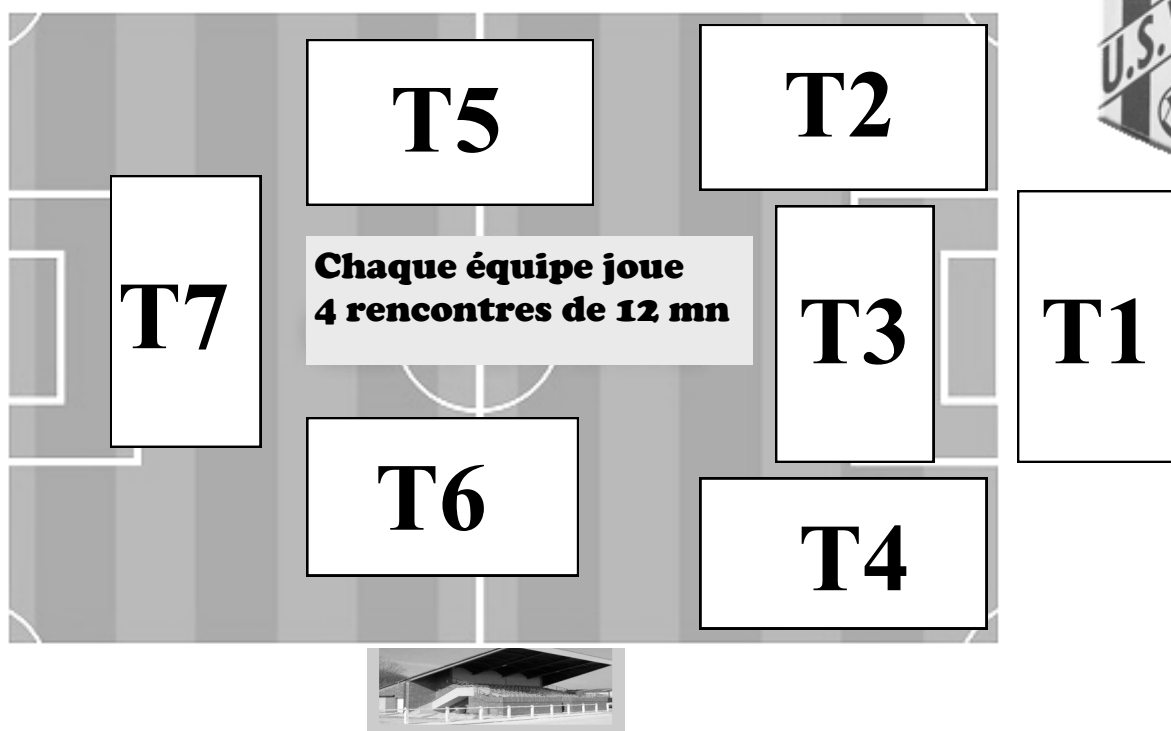 T5
T2
U.S.
Chaque équipe joue
4 rencontres de 12 mn
T7
T3
T1
T6
T4